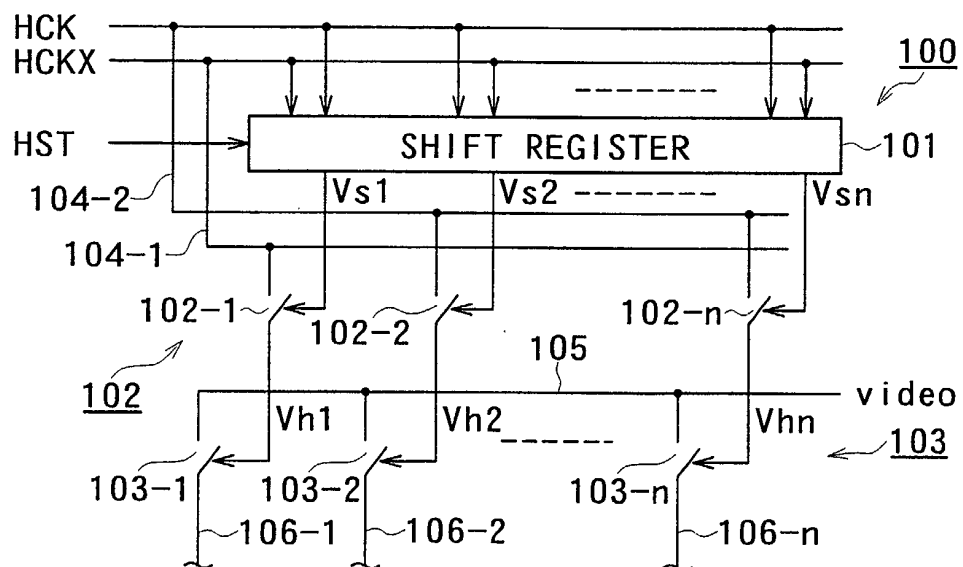 HCK
HCKX
100
HST
SHIFT REGISTER
101
104-2
Vs1
Vs2
Vsn
104-1
102-1
102-2
102-n
105
102
video
Vh1
Vh2
Vhn
103
103-1
103-2
103-n
106-1
106-2
106-n